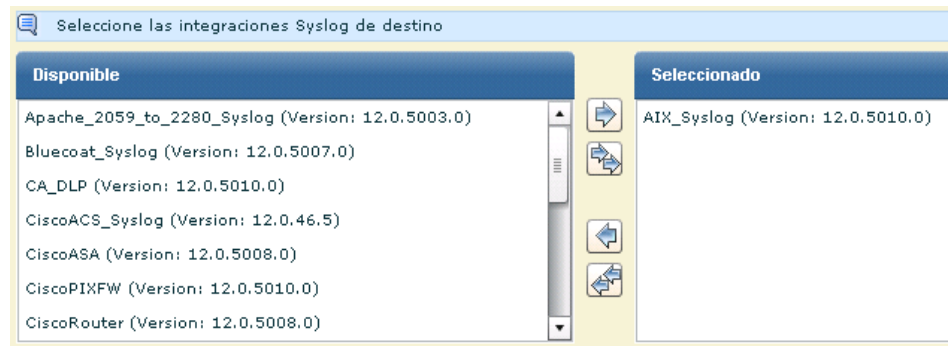 Seleccione las integraciones Syslog de destino
Disponible
Apache_2059_to_2280_Syslog (Version: 12.0.5003.0)
Bluecoat_Syslog (Version: 12.0.5007.0)
CA_DLP (Version: 12.0.5010.0)
CiscoACS_Syslog (Version: 12.0.46.5)
CiscoASA (Version: 12.0.5008.0)
CiscoPIXFW (Version: 12.0.5010.0)
CiscoRouter (Version: 12.0.5008.0)
Seleccionado
AIX_Syslog (Version: 12.0.5010.0)